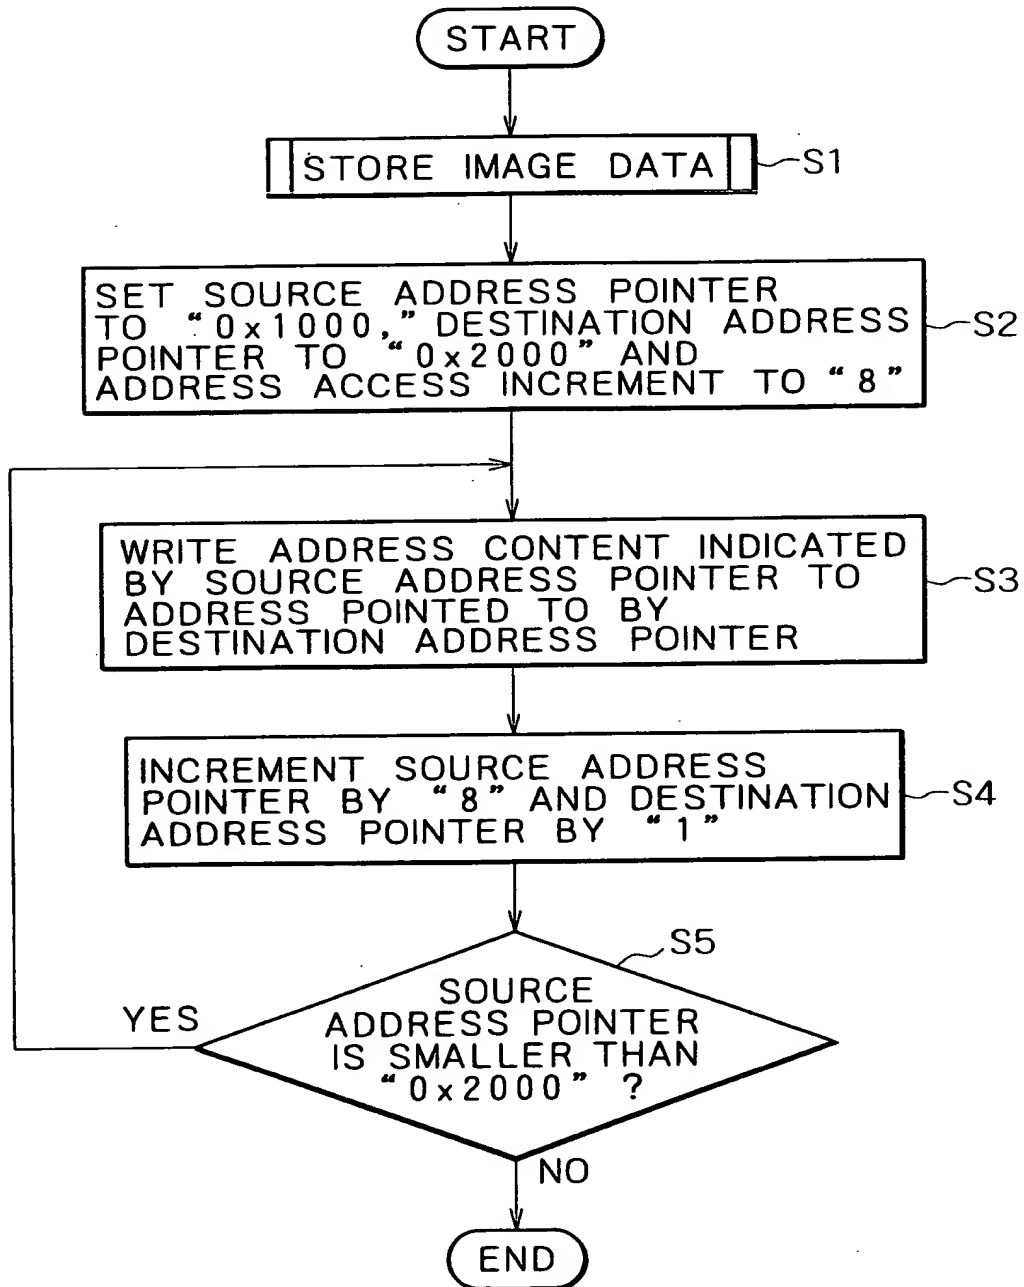 START
STORE IMAGE DATA
S1
SET SOURCE ADDRESS POINTER
TO "0x1000," DESTINATION ADDRESS
POINTER TO "0x2000" AND
ADDRESS ACCESS INCREMENT TO "8"
S2
WRITE ADDRESS CONTENT INDICATED
BY SOURCE ADDRESS POINTER TO
ADDRESS POINTED TO BY
DESTINATION ADDRESS POINTER
S3
INCREMENT SOURCE ADDRESS
POINTER BY "8" AND DESTINATION
ADDRESS POINTER BY "1"
S4
S5
SOURCE
ADDRESS POINTER
IS SMALLER THAN
"0x2000" ?
YES
NO
END